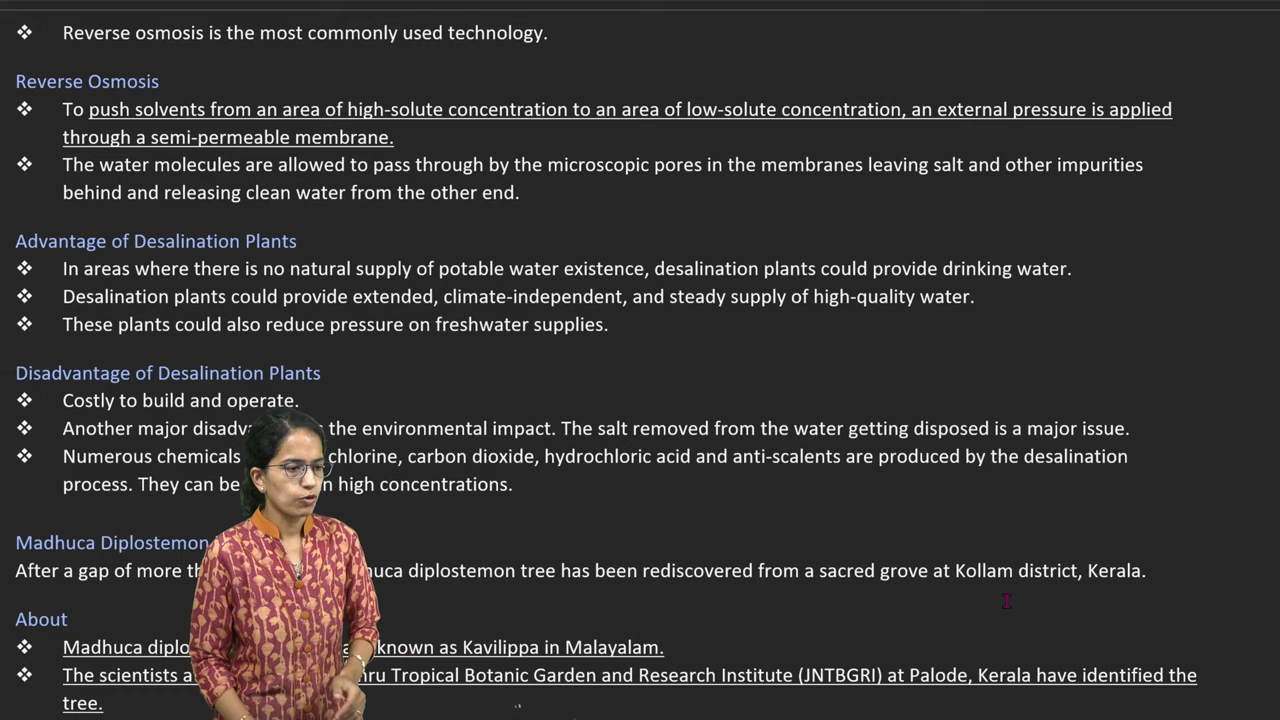 ❖ Reverse osmosis is the most commonly used technology.
Reverse Osmosis
❖ To push solvents from an area of high-solute concentration to an area of low-solute concentration, an external pressure is applied
through a semi-permeable membrane.
❖ The water molecules are allowed to pass through by the microscopic pores in the membranes leaving salt and other impurities
behind and releasing clean water from the other end.
Advantage of Desalination Plants
❖ In areas where there is no natural supply of potable water existence, desalination plants could provide drinking water.
❖ Desalination plants could provide extended, climate-independent, and steady supply of high-quality water.
❖ These plants could also reduce pressure on freshwater supplies.
Disadvantage of Desalination Plants
❖ Costly to build and operate.
❖ Another major the environmental impact. The salt removed from the water getting disposed is a major issue.
❖ Numerous chemicals chlorine, carbon dioxide, hydrochloric acid and anti-scalents are produced by the desalination
process. They can be high concentrations.
Madhuca Diplostemon
After a gap of more diplostemon tree has been rediscovered from a sacred grove at Kollam district, Kerala.
About
❖ Madhuca known as Kavilippa in Malayalam.
❖ The scientists Tropical Botanic Garden and Research Institute (JNTBGRI) at Palode, Kerala have identified the
tree.